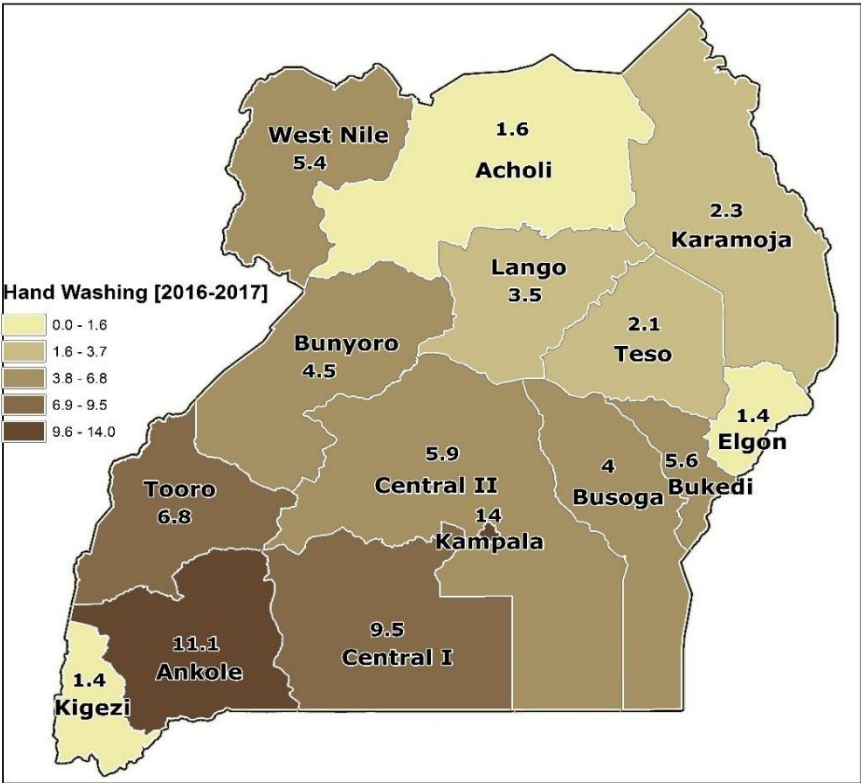 West Nile
5.4
1.6
Acholi
2.3
Karamoja
Lango
3.5
Hand Washing [2016-2017]
0.0 - 1.6
1.6 - 3.7
3.8 - 6.8
6.9 - 9.5
9.6 - 14.0
2.1
Teso
Bunyoro
4.5
1.4
Elgon
5.9
Central II
4
Busoga
5.6
Bukedi
Tooro
6.8
14
Kampala
11.1
Ankole
9.5
Central I
1.4
Kigezi